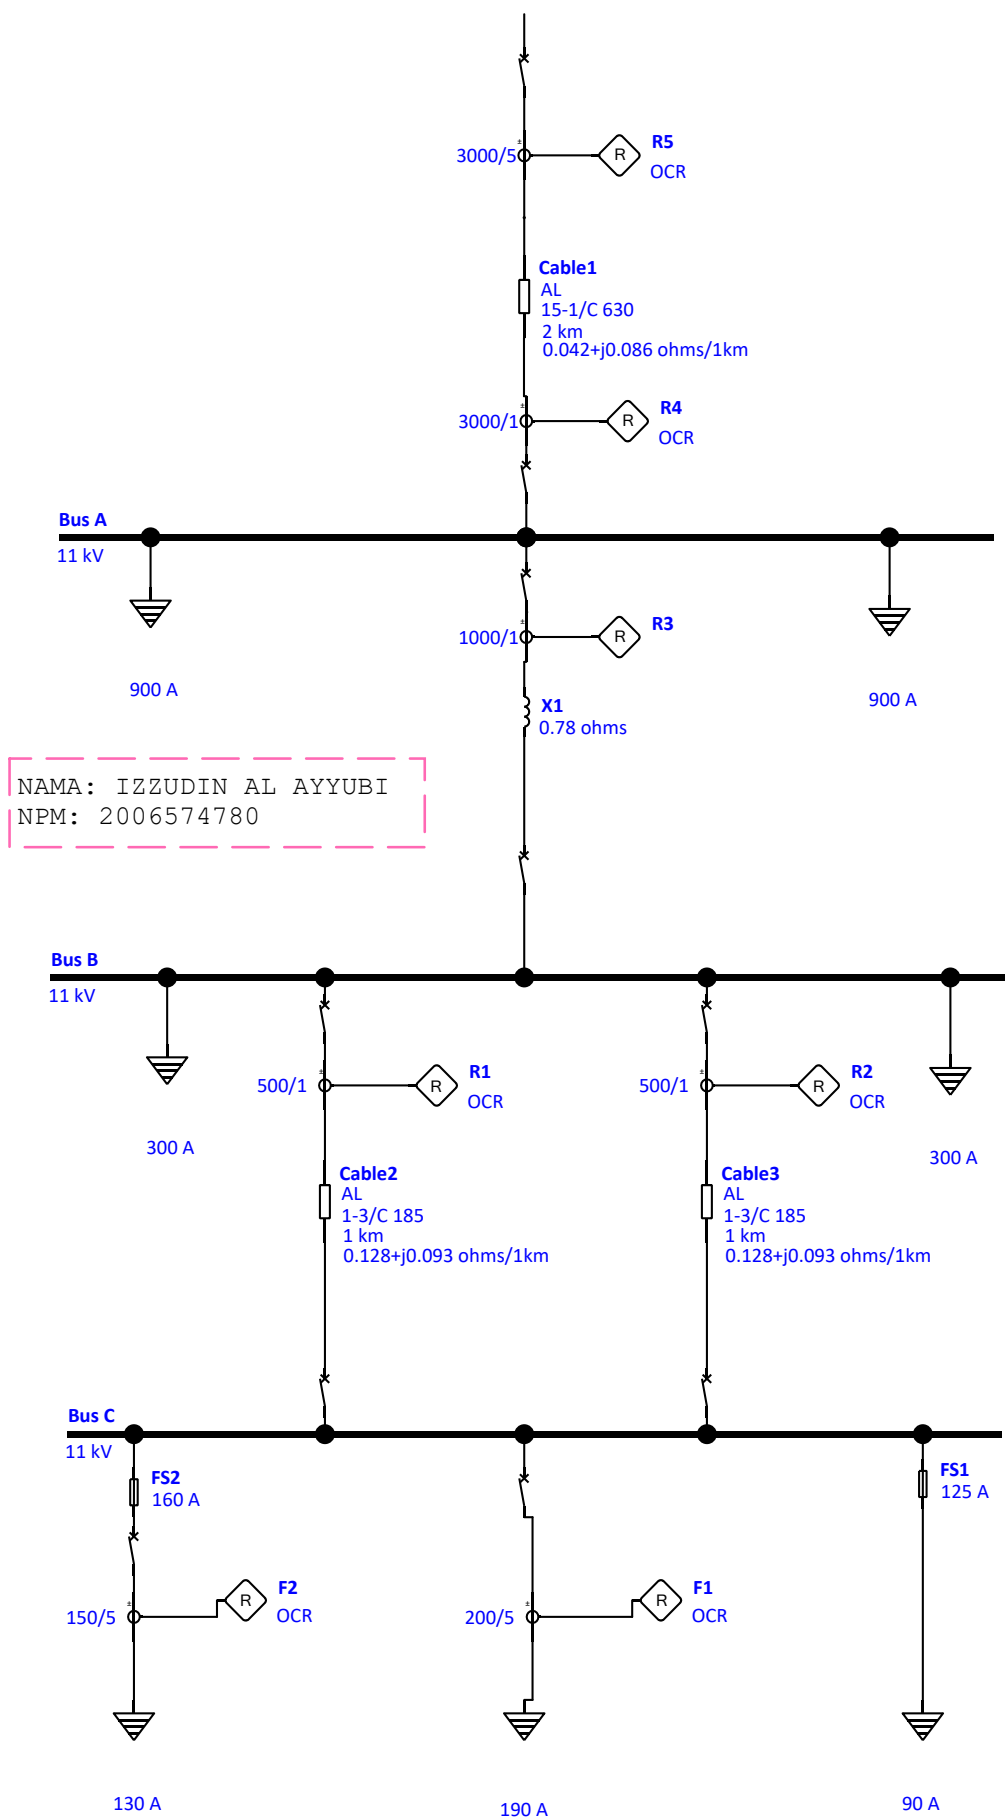 R5
3000/5
R
OCR
Cable1
AL
15-1/C 630
2 km
0.042+j0.086 ohms/1km
R4
3000/1
R
OCR
Bus A
11 kV
R3
1000/1
R
900 A
900 A
X1
0.78 ohms
NAMA: IZZUDIN AL AYYUBI
NPM: 2006574780
Bus B
11 kV
R1
500/1
R
OCR
R2
500/1
R
OCR
300 A
300 A
Cable2
AL
1-3/C 185
1 km
0.128+j0.093 ohms/1km
Cable3
AL
1-3/C 185
1 km
0.128+j0.093 ohms/1km
Bus C
11 kV
FS2
160 A
FS1
125 A
F2
150/5
R
OCR
F1
200/5
R
OCR
130 A
190 A
90 A